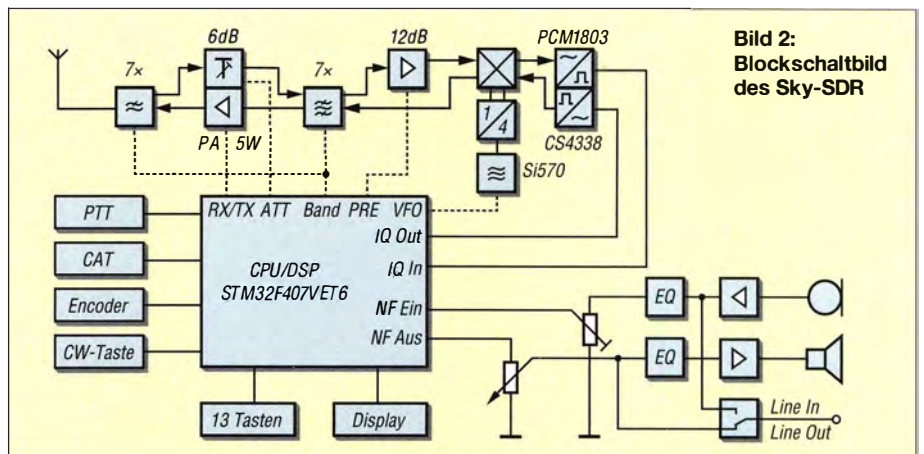 Bild 2:
Blockschaltbild
des Sky-SDR
6dB
12dB
PCM1803
7×
7×
PA 5W
1
4
CS4338
Si570
RX/TX ATT Band PRE VFO
IQ Out
IQ In
NF Ein
NF Aus
CPU/DSP
STM32F407VET6
PTT
CAT
Encoder
CW-Taste
13 Tasten
Display
EQ
EQ
Line In
Line Out